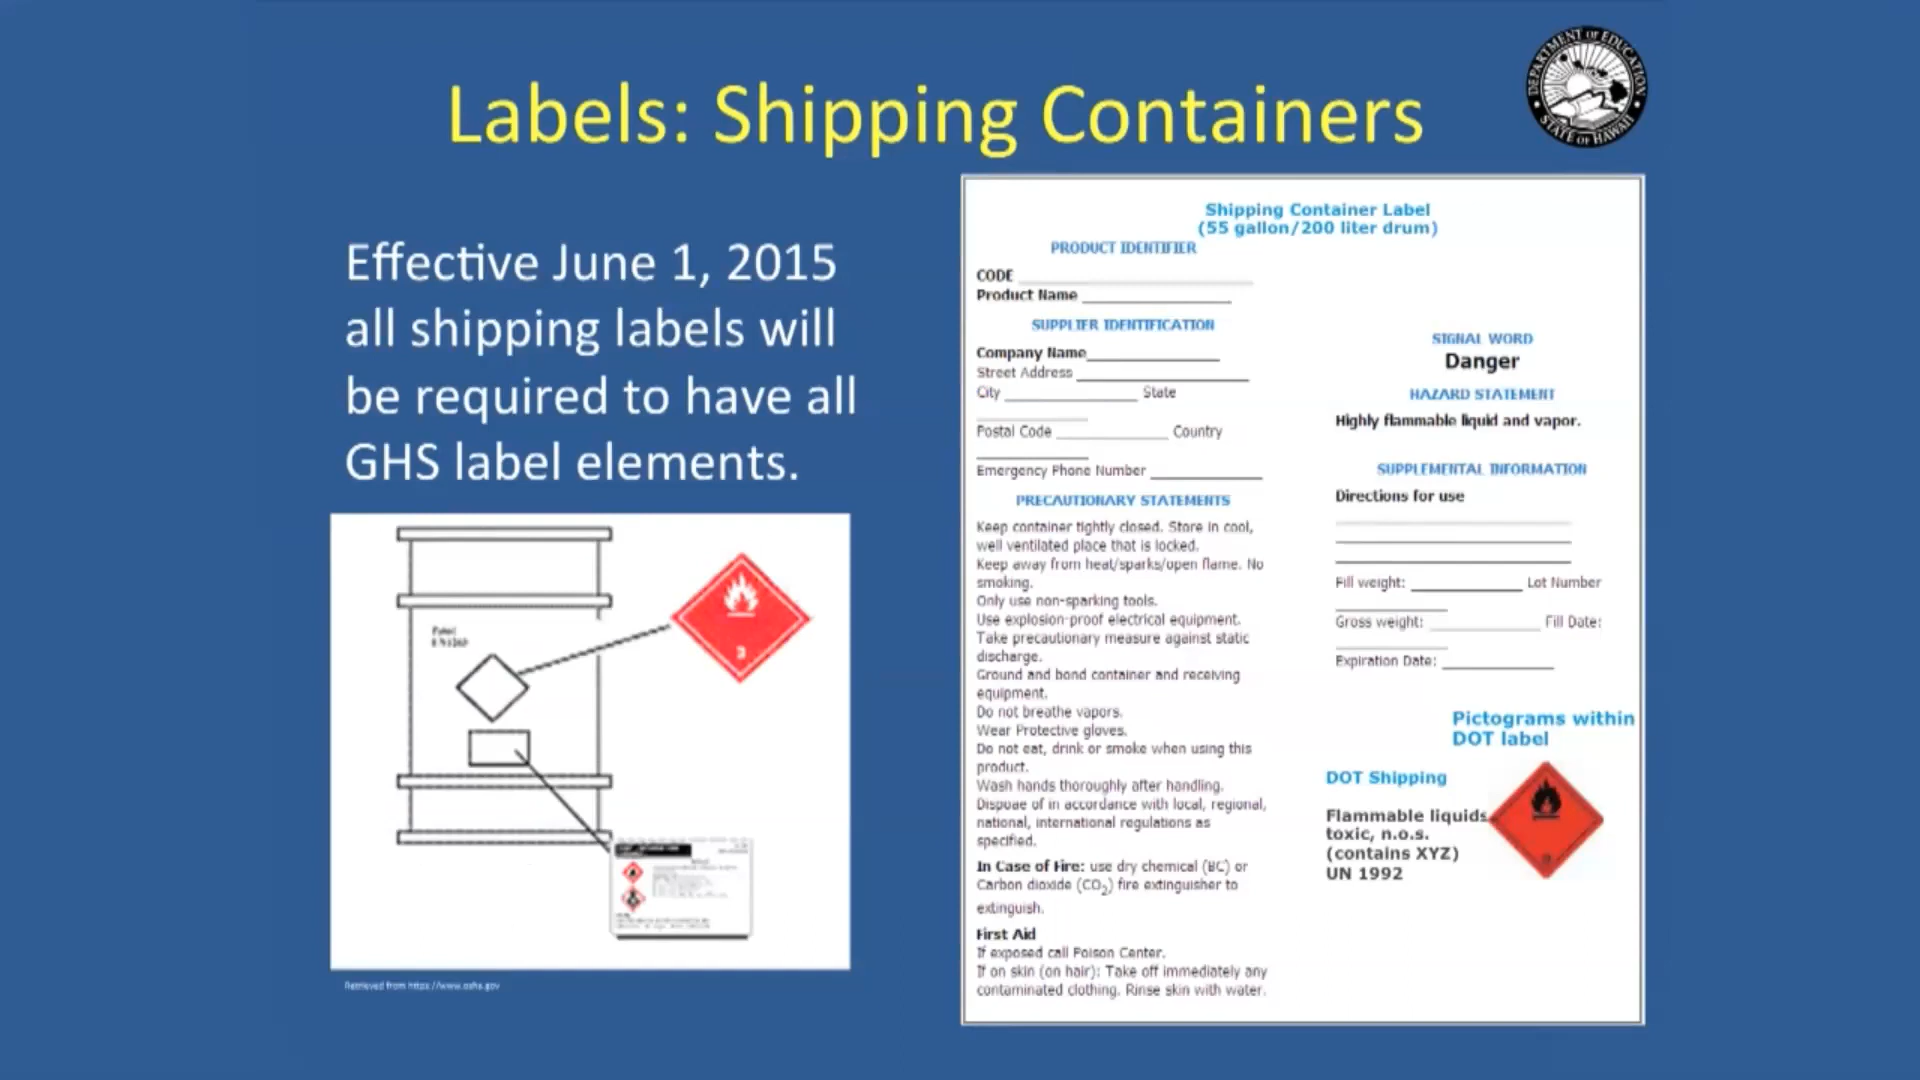 Labels: Shipping Containers
DEPARTMENT OF EDUCATION
STATE OF HAWAII
Effective June 1, 2015
all shipping labels will
be required to have all
GHS label elements.
3
Retrieved from https://www.osha.gov
Shipping Container Label
(55 gallon/200 liter drum)
PRODUCT IDENTIFIER
CODE
Product Name
SUPPLIER IDENTIFICATION
Company Name
Street Address
City State
Postal Code Country
Emergency Phone Number
PRECAUTIONARY STATEMENTS
Keep container tightly closed. Store in cool,
well ventilated place that is locked.
Keep away from heat/sparks/open flame. No
smoking.
Only use non-sparking tools.
Use explosion-proof electrical equipment.
Take precautionary measure against static
discharge.
Ground and bond container and receiving
equipment.
Do not breathe vapors.
Wear Protective gloves.
Do not eat, drink or smoke when using this
product.
Wash hands thoroughly after handling.
Dispose of in accordance with local, regional,
national, international regulations as
specified.
In Case of Fire: use dry chemical (BC) or
Carbon dioxide (CO2) fire extinguisher to
extinguish.
First Aid
If exposed call Poison Center.
If on skin (on hair): Take off immediately any
contaminated clothing. Rinse skin with water.
SIGNAL WORD
Danger
HAZARD STATEMENT
Highly flammable liquid and vapor.
SUPPLEMENTAL INFORMATION
Directions for use
Fill weight: Lot Number
Gross weight: Fill Date:
Expiration Date:
Pictograms within
DOT label
DOT Shipping
Flammable liquids,
toxic, n.o.s.
(contains XYZ)
UN 1992